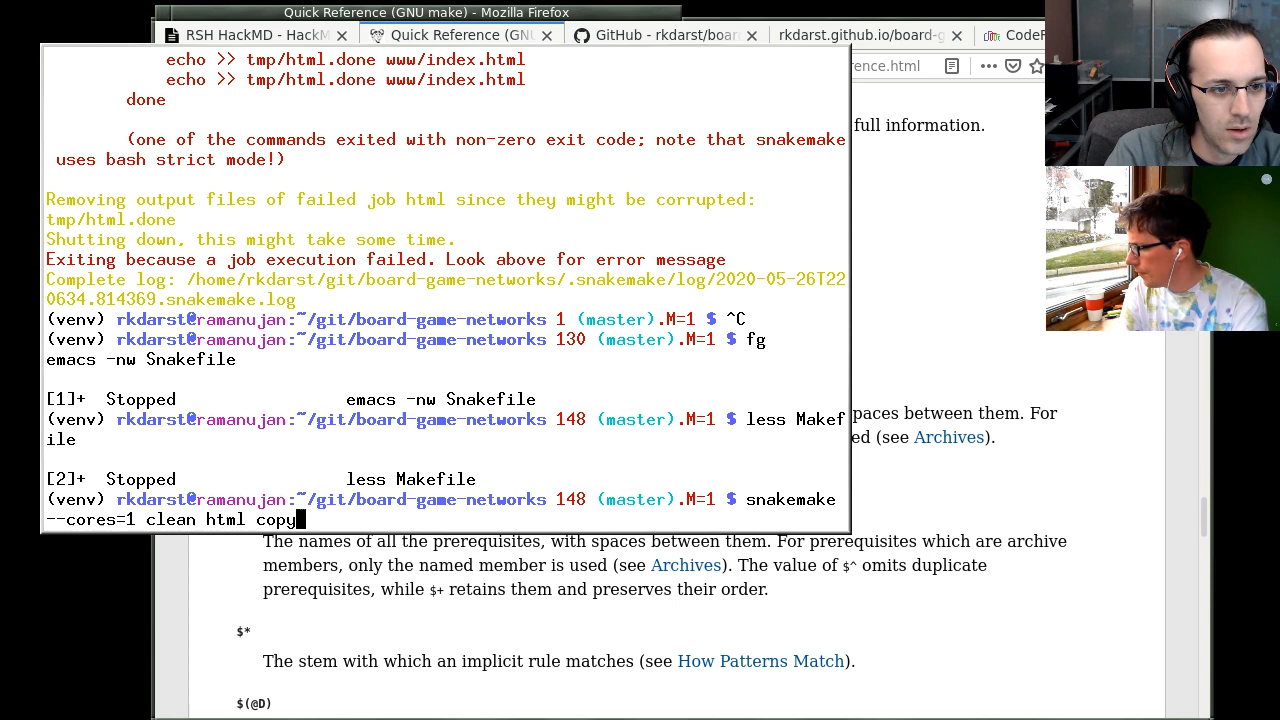 Quick Reference (GNU make) - Mozilla Firefox
RSH HackMD - HackM
Quick Reference (GNU
GitHub - rkdarst/boar
rkdarst.github.io/board-g
CodeF
rence.html
echo >> tmp/html.done www/index.html
echo >> tmp/html.done www/index.html
done
(one of the commands exited with non-zero exit code; note that snakemake
uses bash strict mode!)
Removing output files of failed job html since they might be corrupted:
tmp/html.done
Shutting down, this might take some time.
Exiting because a job execution failed. Look above for error message
Complete log: /home/rkdarst/git/board-game-networks/.snakemake/log/2020-05-26T22
0634.814369.snakemake.log
(venv) rkdarst@ramanujan:~/git/board-game-networks 1 (master).M=1 $ ^C
(venv) rkdarst@ramanujan:~/git/board-game-networks 130 (master).M=1 $ fg
emacs -nw Snakefile
[1]+  Stopped                 emacs -nw Snakefile
(venv) rkdarst@ramanujan:~/git/board-game-networks 148 (master).M=1 $ less Makef
ile
[2]+  Stopped                 less Makefile
(venv) rkdarst@ramanujan:~/git/board-game-networks 148 (master).M=1 $ snakemake
--cores=1 clean html copy
full information.
paces between them. For
ed (see Archives).
The names of all the prerequisites, with spaces between them. For prerequisites which are archive
members, only the named member is used (see Archives). The value of $^ omits duplicate
prerequisites, while $+ retains them and preserves their order.
$*
The stem with which an implicit rule matches (see How Patterns Match).
$(@D)